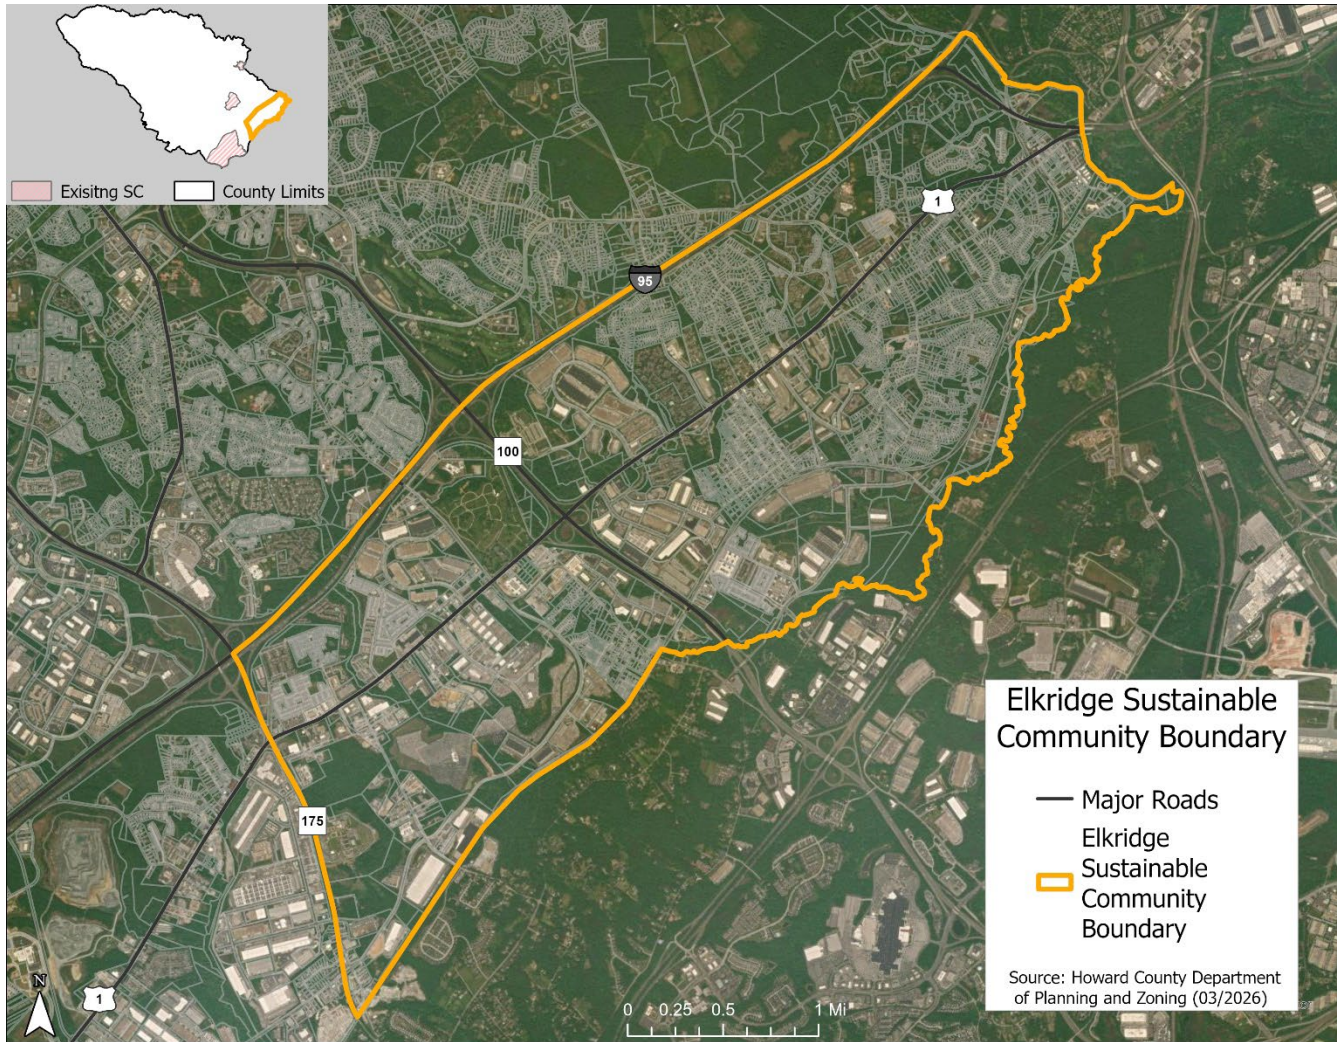 Exisitng SC
County Limits
1
95
100
175
1
N
0 0.25 0.5 1 Mi
Elkridge Sustainable
Community Boundary
Major Roads
Elkridge
Sustainable
Community
Boundary
Source: Howard County Department
of Planning and Zoning (03/2026)